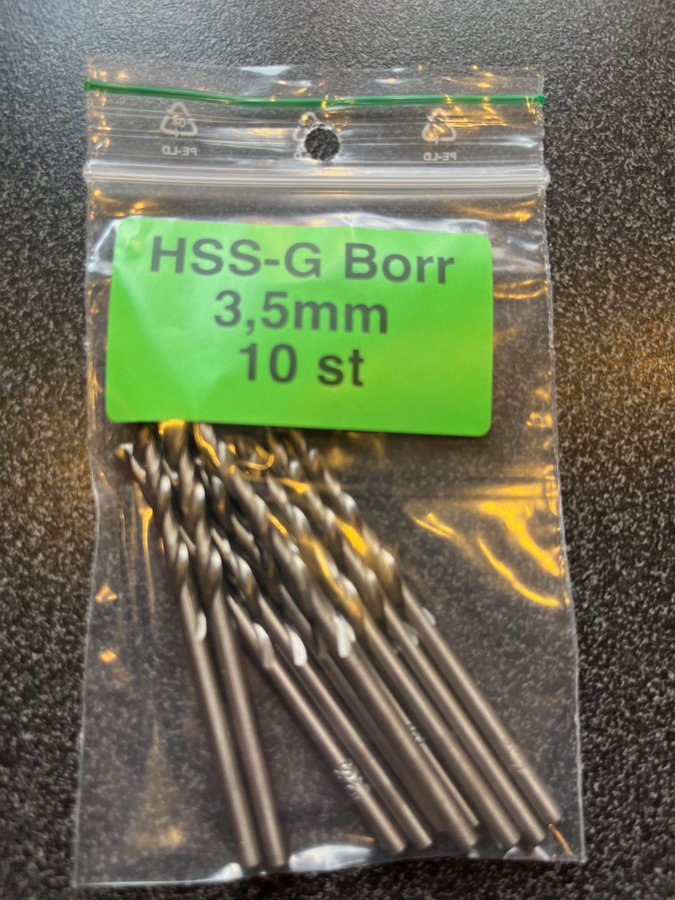 PE-LD
PE-LD
HSS-G Borr
3,5mm
10 st